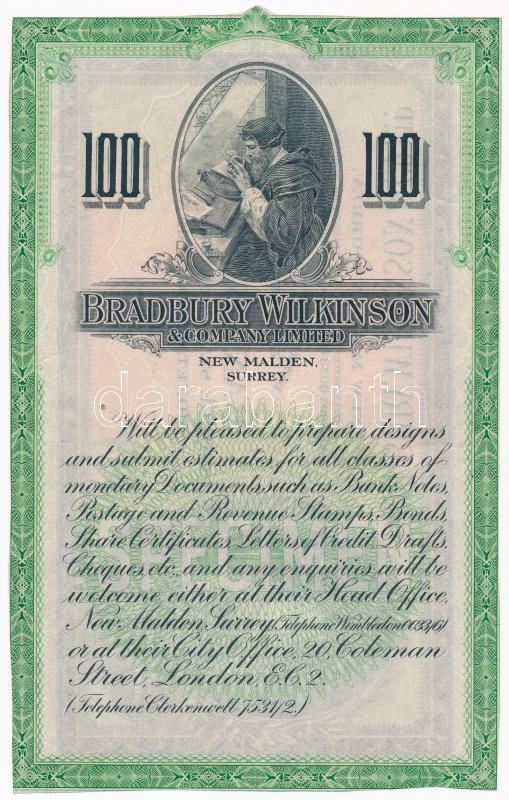 100 100
BRADBURY WILKINSON
& COMPANY LIMITED
NEW MALDEN,
SURREY.
darabanth
Will be pleased to prepare designs
and submit estimates for all classes of
monetary Documents, such as Bank Notes,
Postage and Revenue Stamps, Bonds,
Share Certificates, Letters of Credit, Drafts,
SPECIMEN
Cheques, etc., and any enquiries will be
welcome either at their Head Office,
New Malden, Surrey, (Telephone Wimbledon
or at their City Office, 20, Coleman
Street, London, E.C.2.
(Telephone Clerkenwell 7534/2.)